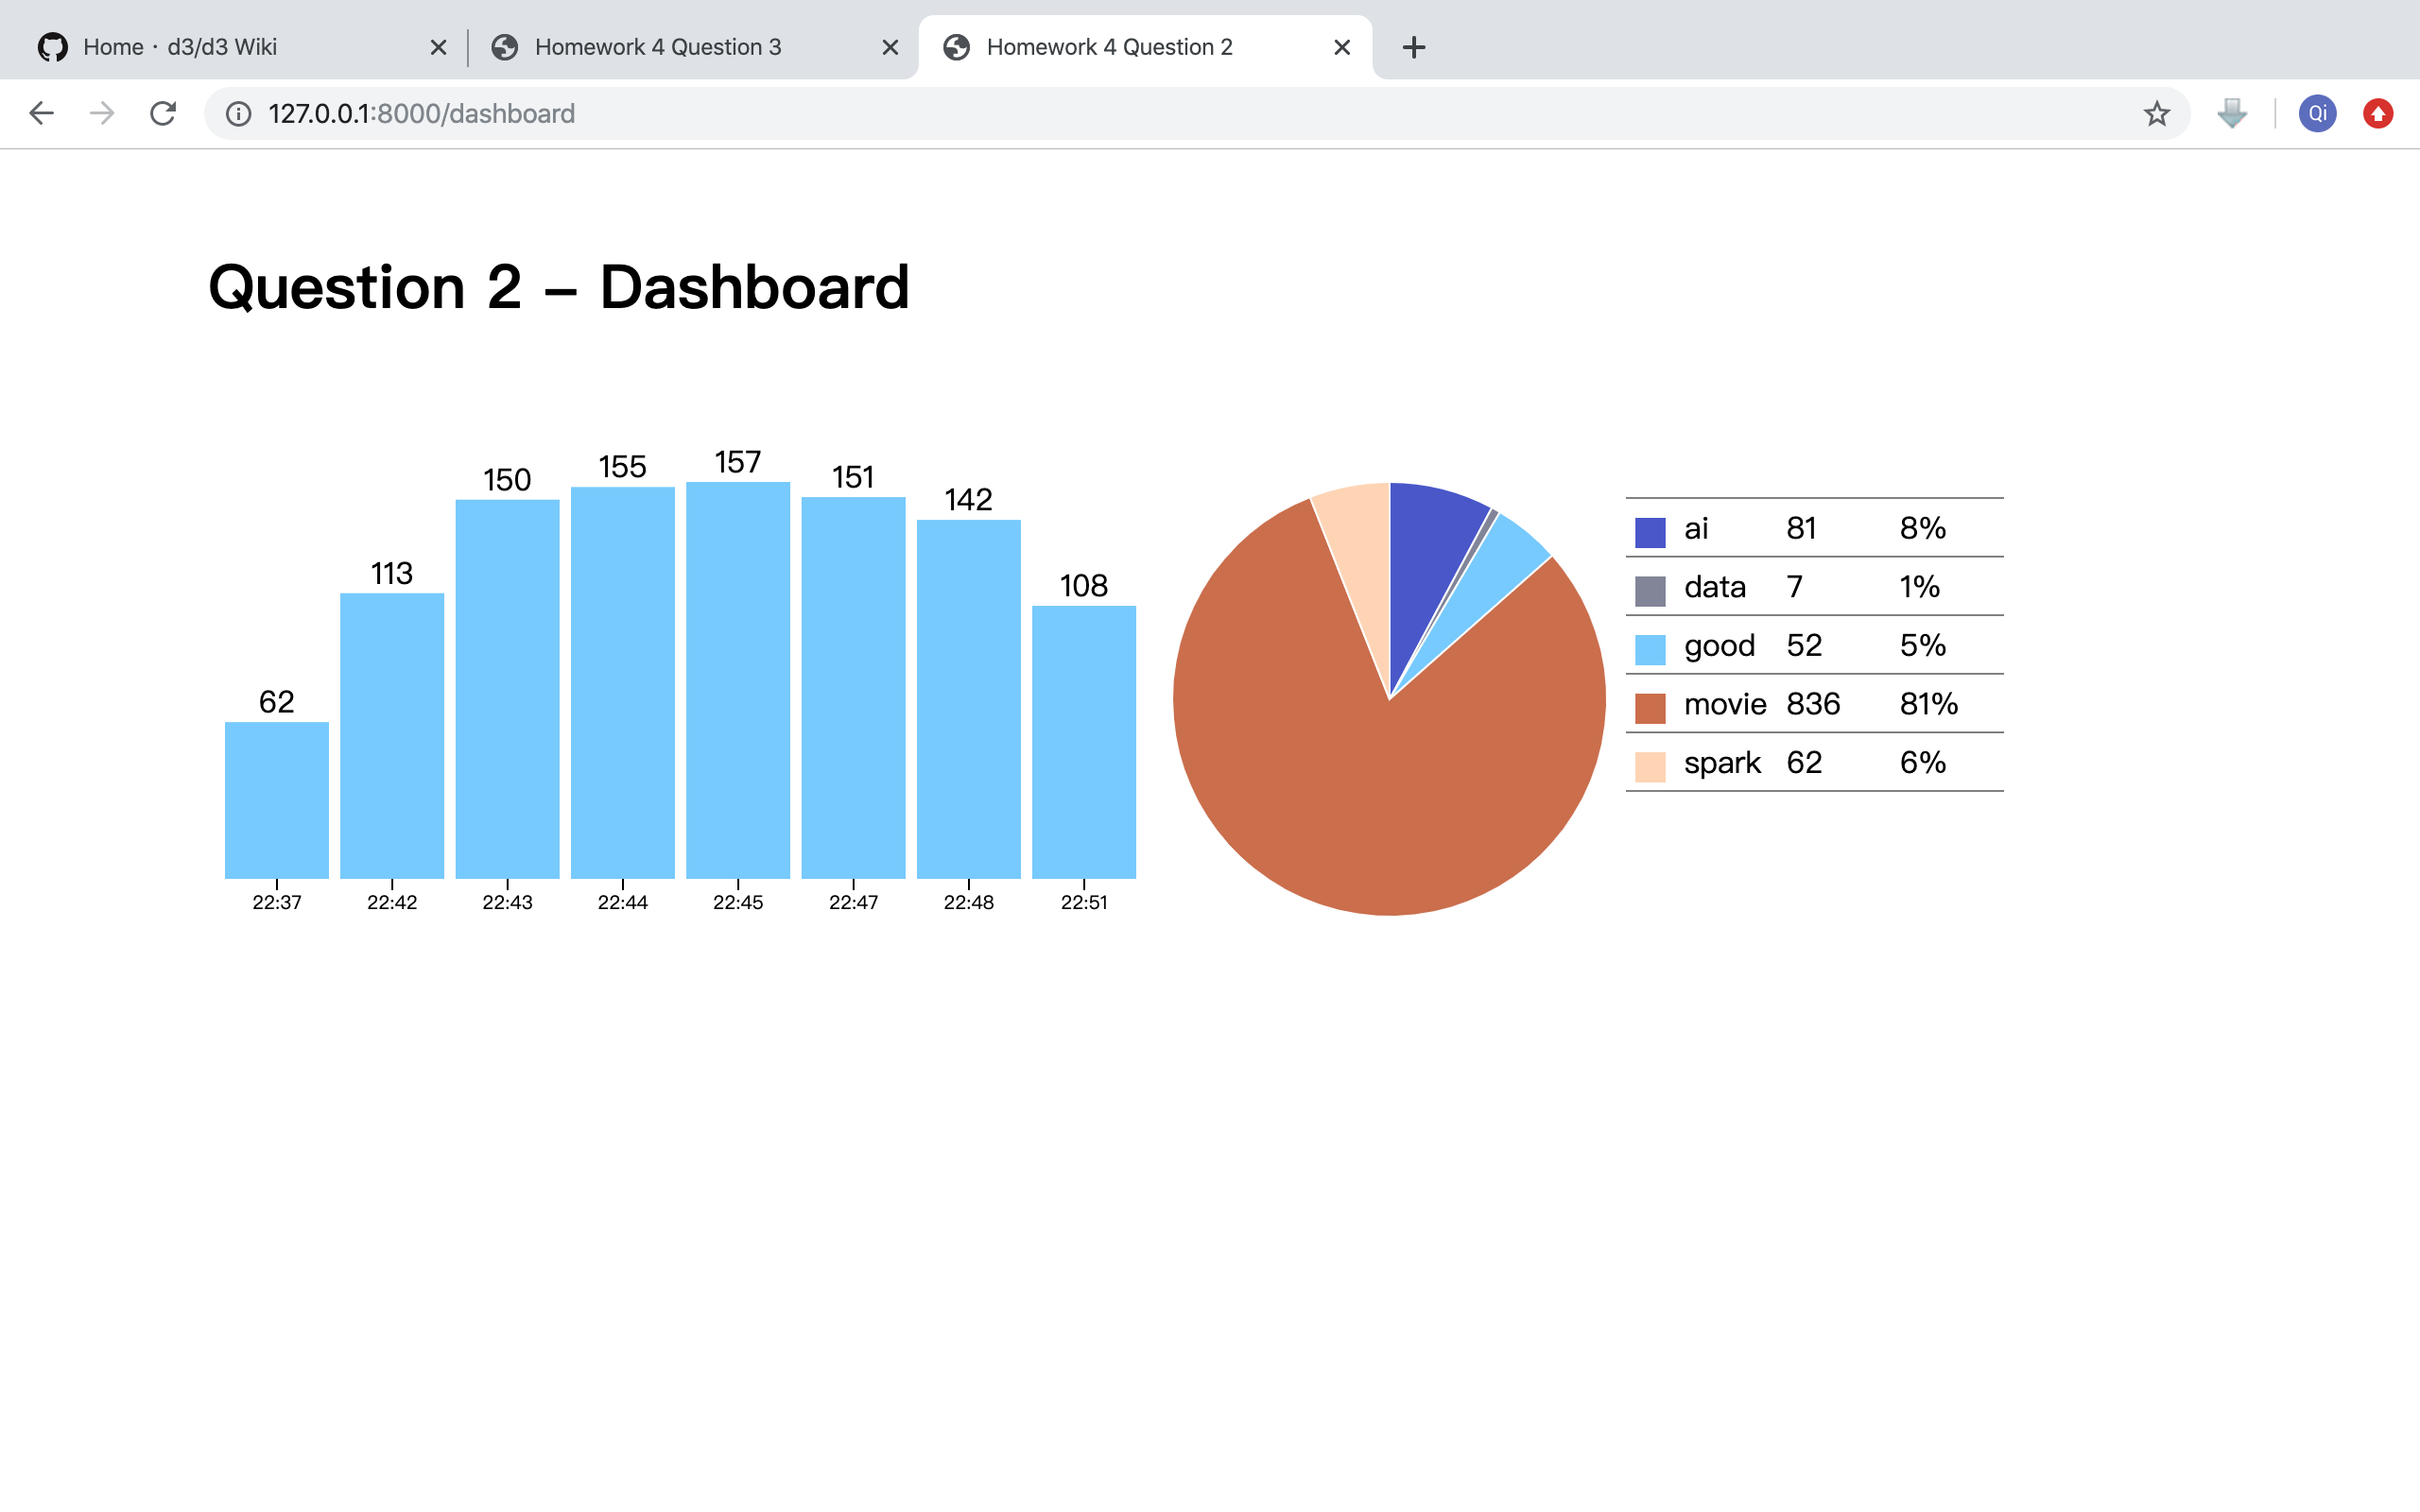 Home · d3/d3 Wiki
Homework 4 Question 3
Homework 4 Question 2
127.0.0.1:8000/dashboard
Qi
Question 2 – Dashboard
62
113
150
155
157
151
142
108
22:37 22:42 22:43 22:44 22:45 22:47 22:48 22:51
ai 81 8%
data 7 1%
good 52 5%
movie 836 81%
spark 62 6%